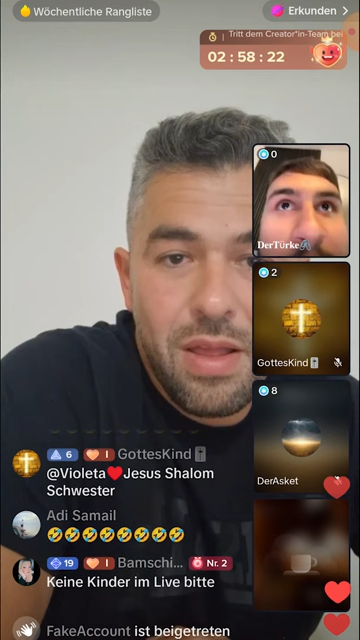 Wöchentliche Rangliste
Erkunden
Tritt dem Creator*in-Team bei
02 : 58 : 22
0
DerTürke
2
GottesKind
8
DerAsket
6 1 GottesKind
@Violeta❤️Jesus Shalom
Schwester
Adi Samail
🤣🤣🤣🤣🤣🤣🤣🤣
19 1 Bamschi... Nr. 2
Keine Kinder im Live bitte
FakeAccount ist beigetreten